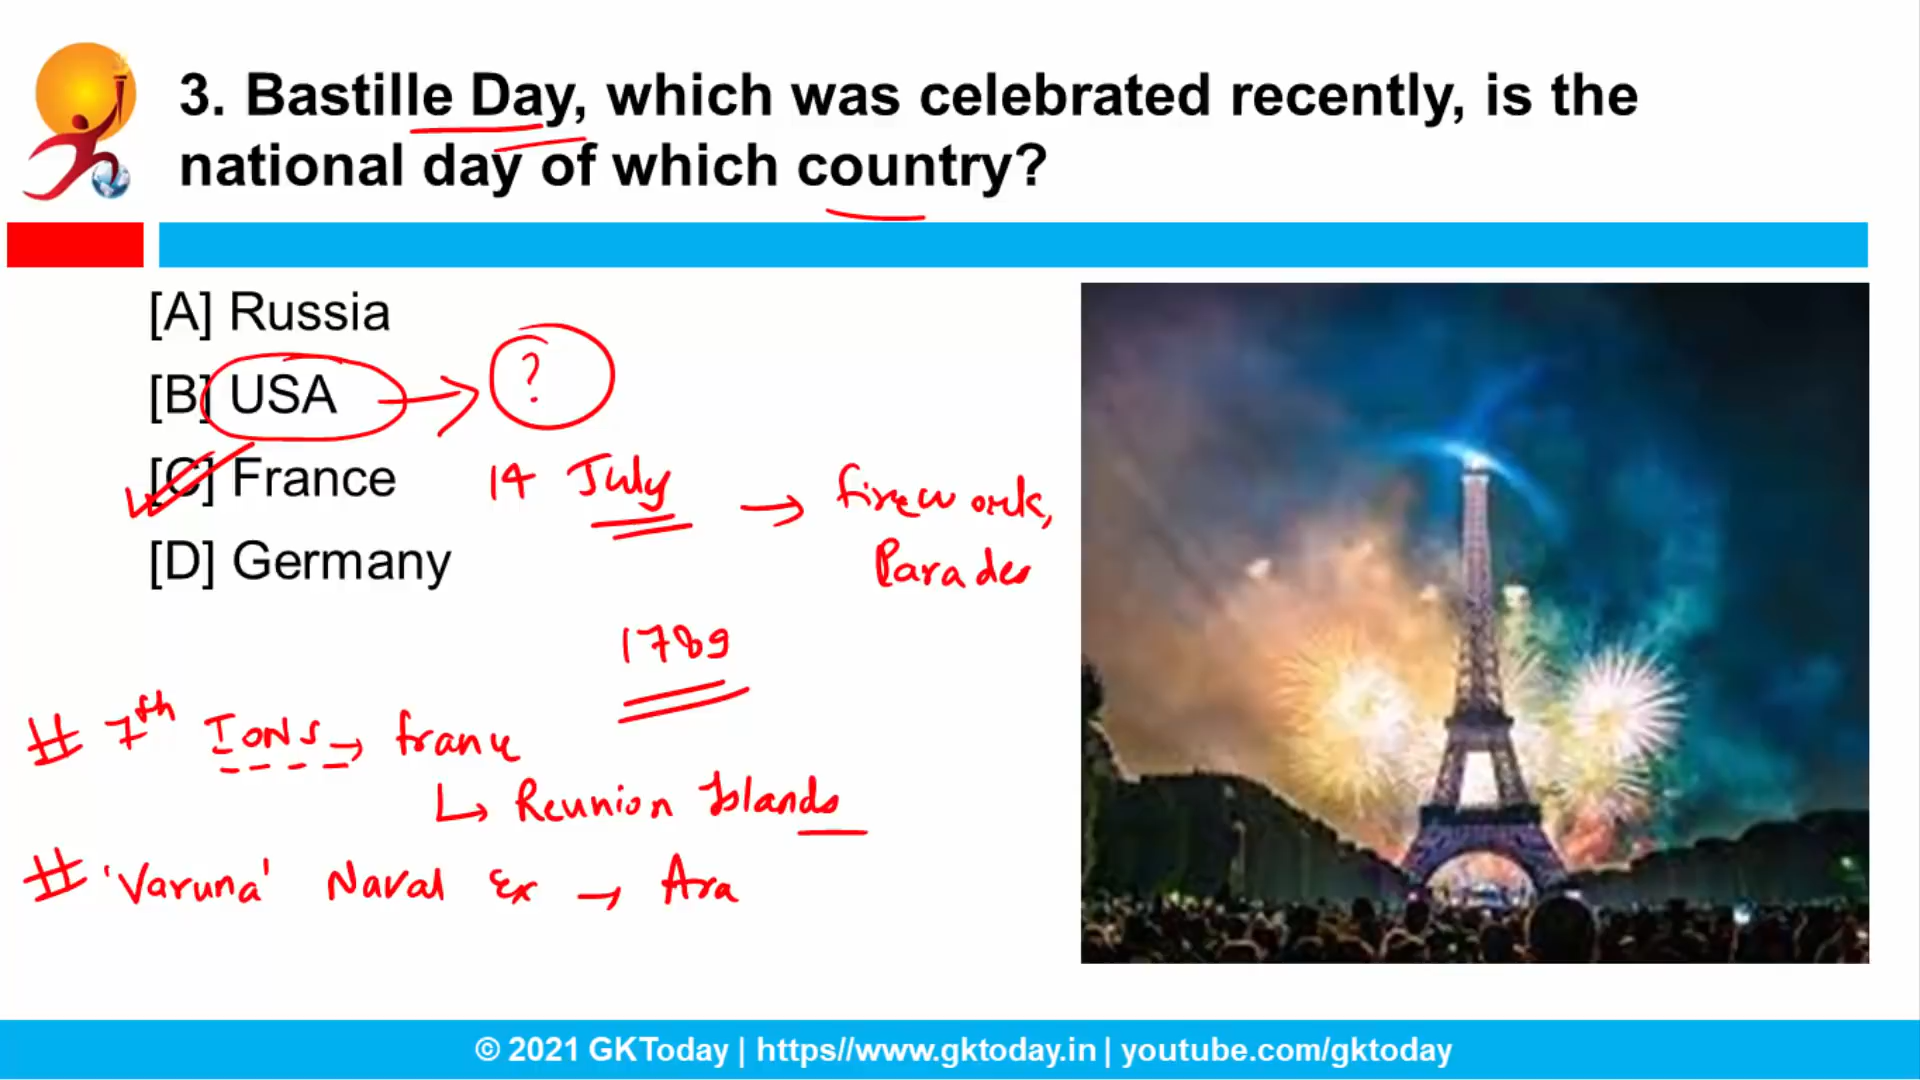 3. Bastille Day, which was celebrated recently, is the
national day of which country?
[A] Russia
[B] USA
?
[C] France
14 July → firework,
Parades
[D] Germany
1789
# 7th IONS → france
↳ Reunion Islands
# 'Varuna' Naval Ex → Ara
© 2021 GKToday | https//www.gktoday.in | youtube.com/gktoday